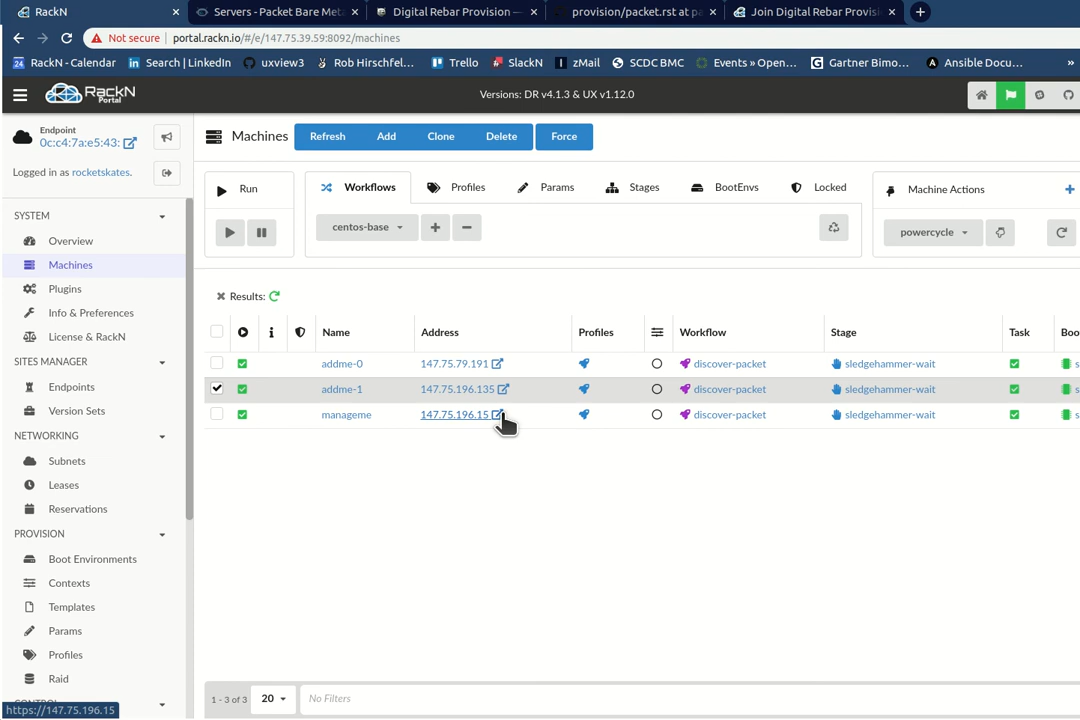 RackN
Servers - Packet Bare Meta
Digital Rebar Provision —
provision/packet.rst at pa
Join Digital Rebar Provisi
Not secure portal.rackn.io/#/e/147.75.39.59:8092/machines
RackN - Calendar
Search | LinkedIn
uxview3
Rob Hirschfel...
Trello
SlackN
zMail
SCDC BMC
Events » Open...
Gartner Bimo...
Ansible Docu...
»
RackN
Portal
Versions: DR v4.1.3 & UX v1.12.0
Endpoint
0c:c4:7a:e5:43:
Logged in as rocketskates.
SYSTEM
Overview
Machines
Plugins
Info & Preferences
License & RackN
SITES MANAGER
Endpoints
Version Sets
NETWORKING
Subnets
Leases
Reservations
PROVISION
Boot Environments
Contexts
Templates
Params
Profiles
Raid
https://147.75.196.15
Machines
Refresh Add Clone Delete Force
Run
Workflows Profiles Params Stages BootEnvs Locked
centos-base
Machine Actions
powercycle
Results:
Name Address Profiles Workflow Stage Task Boo
addme-0 147.75.79.191 discover-packet sledgehammer-wait s
addme-1 147.75.196.135 discover-packet sledgehammer-wait s
manageme 147.75.196.15 discover-packet sledgehammer-wait s
1 - 3 of 3 20 No Filters